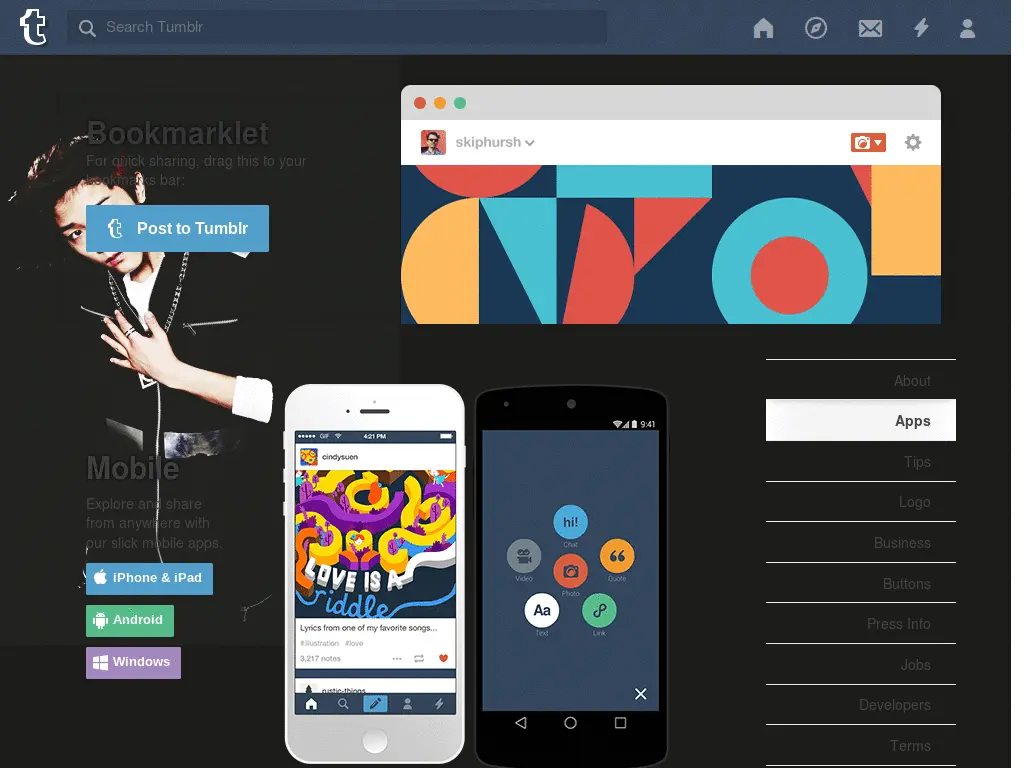 Search Tumblr
Bookmarklet
For quick sharing, drag this to your
bookmarks bar:
Post to Tumblr
skiphursh
Mobile
Explore and share
from anywhere with
our slick mobile apps.
iPhone & iPad
Android
Windows
GIF
4:21 PM
cindysuen
LOVE IS A
riddle
Lyrics from one of my favorite songs...
#illustration #love
3,217 notes
rustic-things
9:41
hi!
Chat
Video
Quote
Photo
Aa
Text
Link
About
Apps
Tips
Logo
Business
Buttons
Press Info
Jobs
Developers
Terms